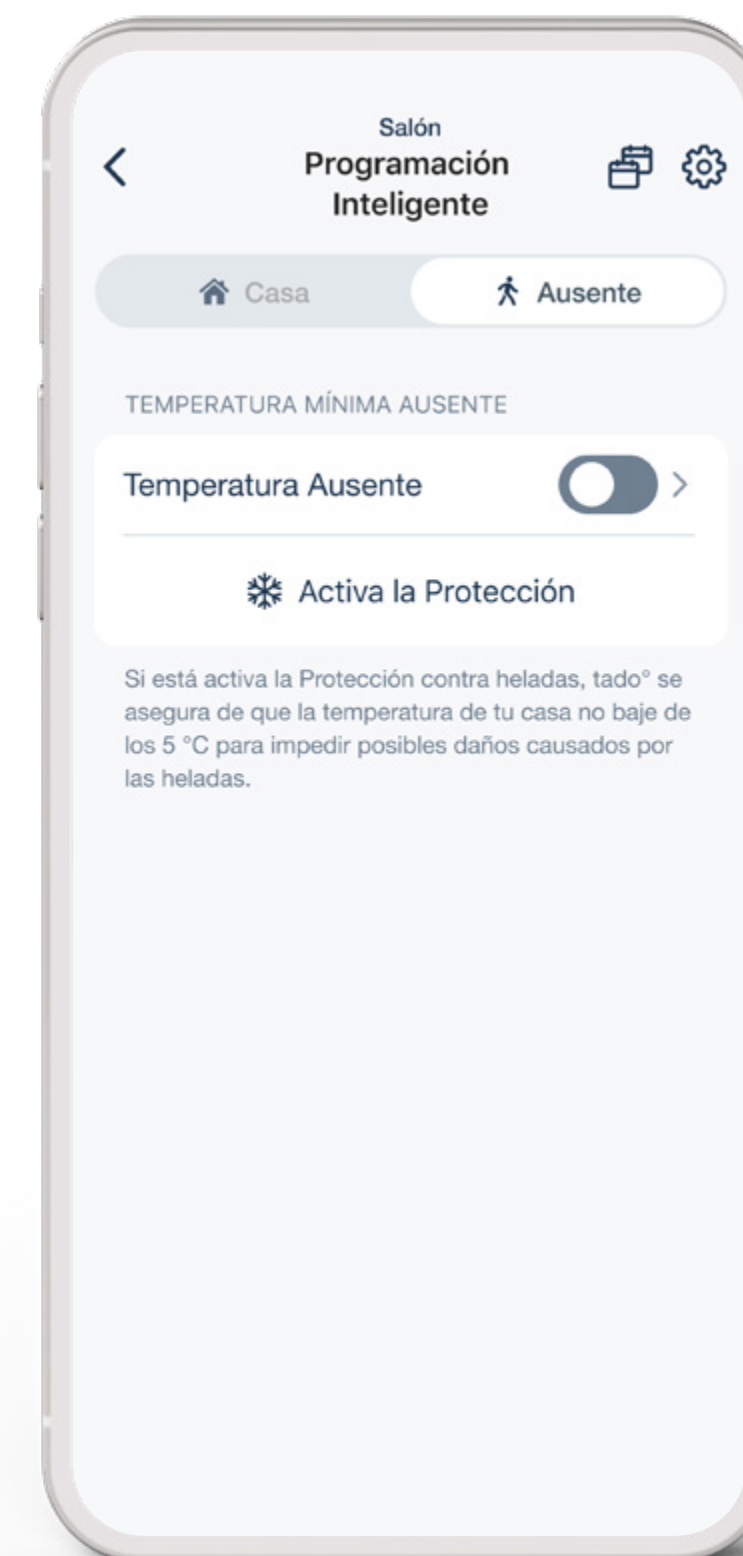 Salón
Programación
Inteligente
Casa
Ausente
TEMPERATURA MÍNIMA AUSENTE
Temperatura Ausente
Activa la Protección
Si está activa la Protección contra heladas, tado° se
asegura de que la temperatura de tu casa no baje de
los 5 °C para impedir posibles daños causados por
las heladas.